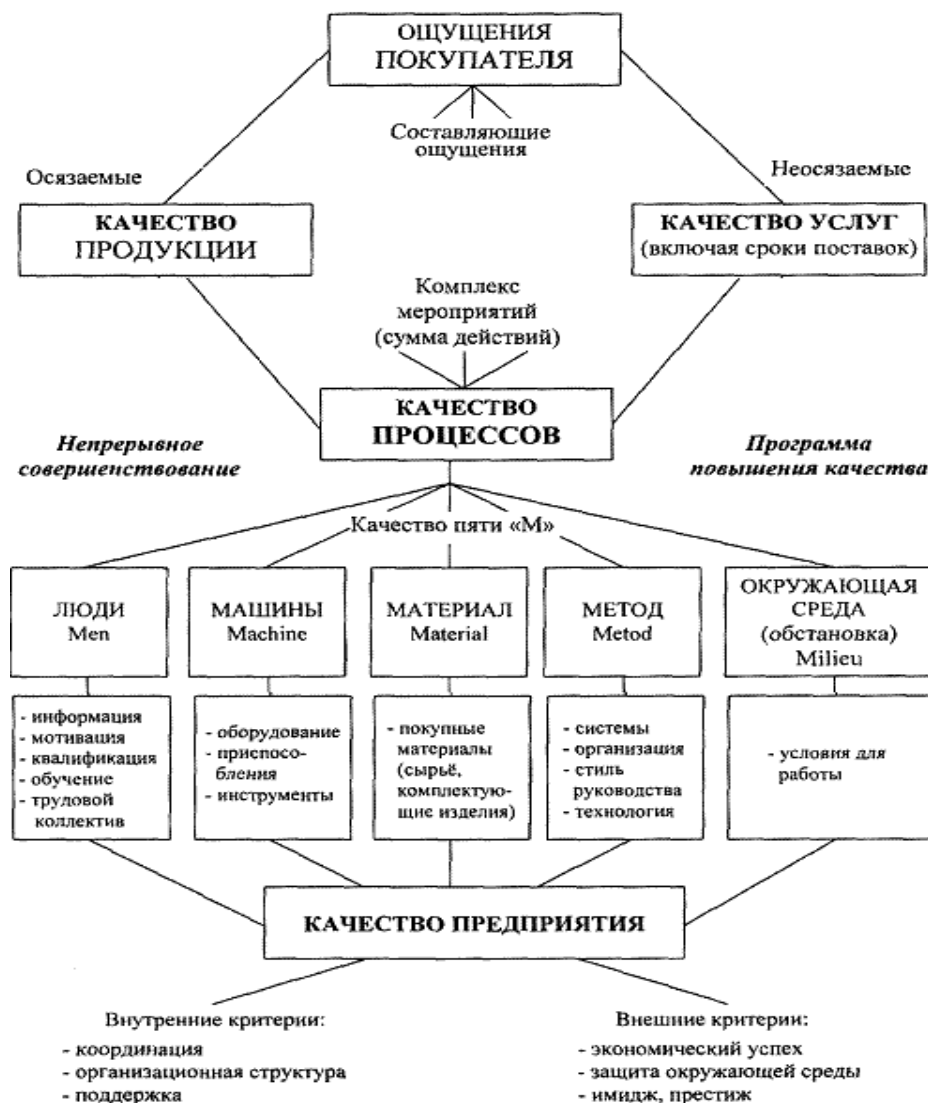 ОЩУЩЕНИЯ
ПОКУПАТЕЛЯ
Составляющие
ощущения
Осязаемые
Неосязаемые
КАЧЕСТВО
ПРОДУКЦИИ
КАЧЕСТВО УСЛУГ
(включая сроки поставок)
Комплекс
мероприятий
(сумма действий)
КАЧЕСТВО
ПРОЦЕССОВ
Непрерывное
совершенствование
Программа
повышения качества
Качество пяти «М»
ЛЮДИ
Men
МАШИНЫ
Machine
МАТЕРИАЛ
Material
МЕТОД
Metod
ОКРУЖАЮЩАЯ
СРЕДА
(обстановка)
Milieu
- информация
- мотивация
- квалификация
- обучение
- трудовой
коллектив
- оборудование
- приспособ-
бления
- инструменты
- покупные
материалы
(сырьё,
комплектую-
щие изделия)
- системы
- организация
- стиль
руководства
- технология
- условия для
работы
КАЧЕСТВО ПРЕДПРИЯТИЯ
Внутренние критерии:
- координация
- организационная структура
- поддержка
Внешние критерии:
- экономический успех
- защита окружающей среды
- имидж, престиж